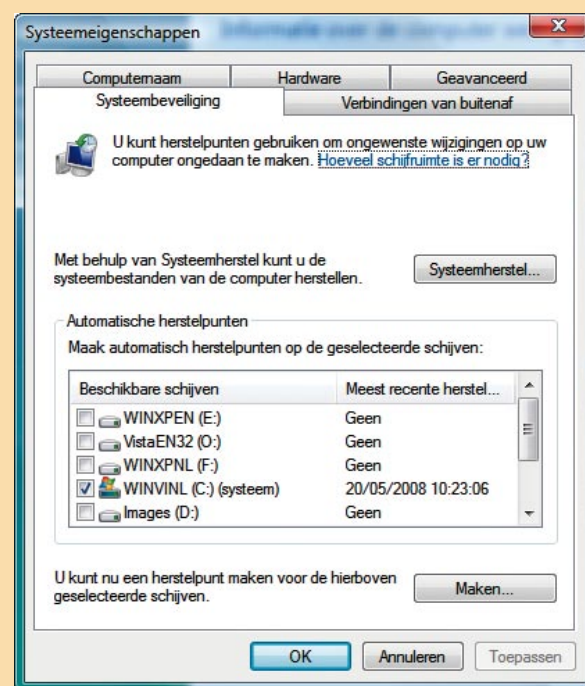 Systeemeigenschappen
Computernaam
Hardware
Geavanceerd
Systeembeveiliging
Verbindingen van buitenaf
U kunt herstelpunten gebruiken om ongewenste wijzigingen op uw
computer ongedaan te maken. Hoeveel schijfruimte is er nodig?
Met behulp van Systeemherstel kunt u de
systeembestanden van de computer herstellen.
Systeemherstel...
Automatische herstelpunten
Maak automatisch herstelpunten op de geselecteerde schijven:
Beschikbare schijven Meest recente herstel...
WINXPEN (E:) Geen
VistaEN32 (O:) Geen
WINXPNL (F:) Geen
WINVINL (C:) (systeem) 20/05/2008 10:23:06
Images (D:) Geen
U kunt nu een herstelpunt maken voor de hierboven
geselecteerde schijven.
Maken...
OK
Annuleren
Toepassen